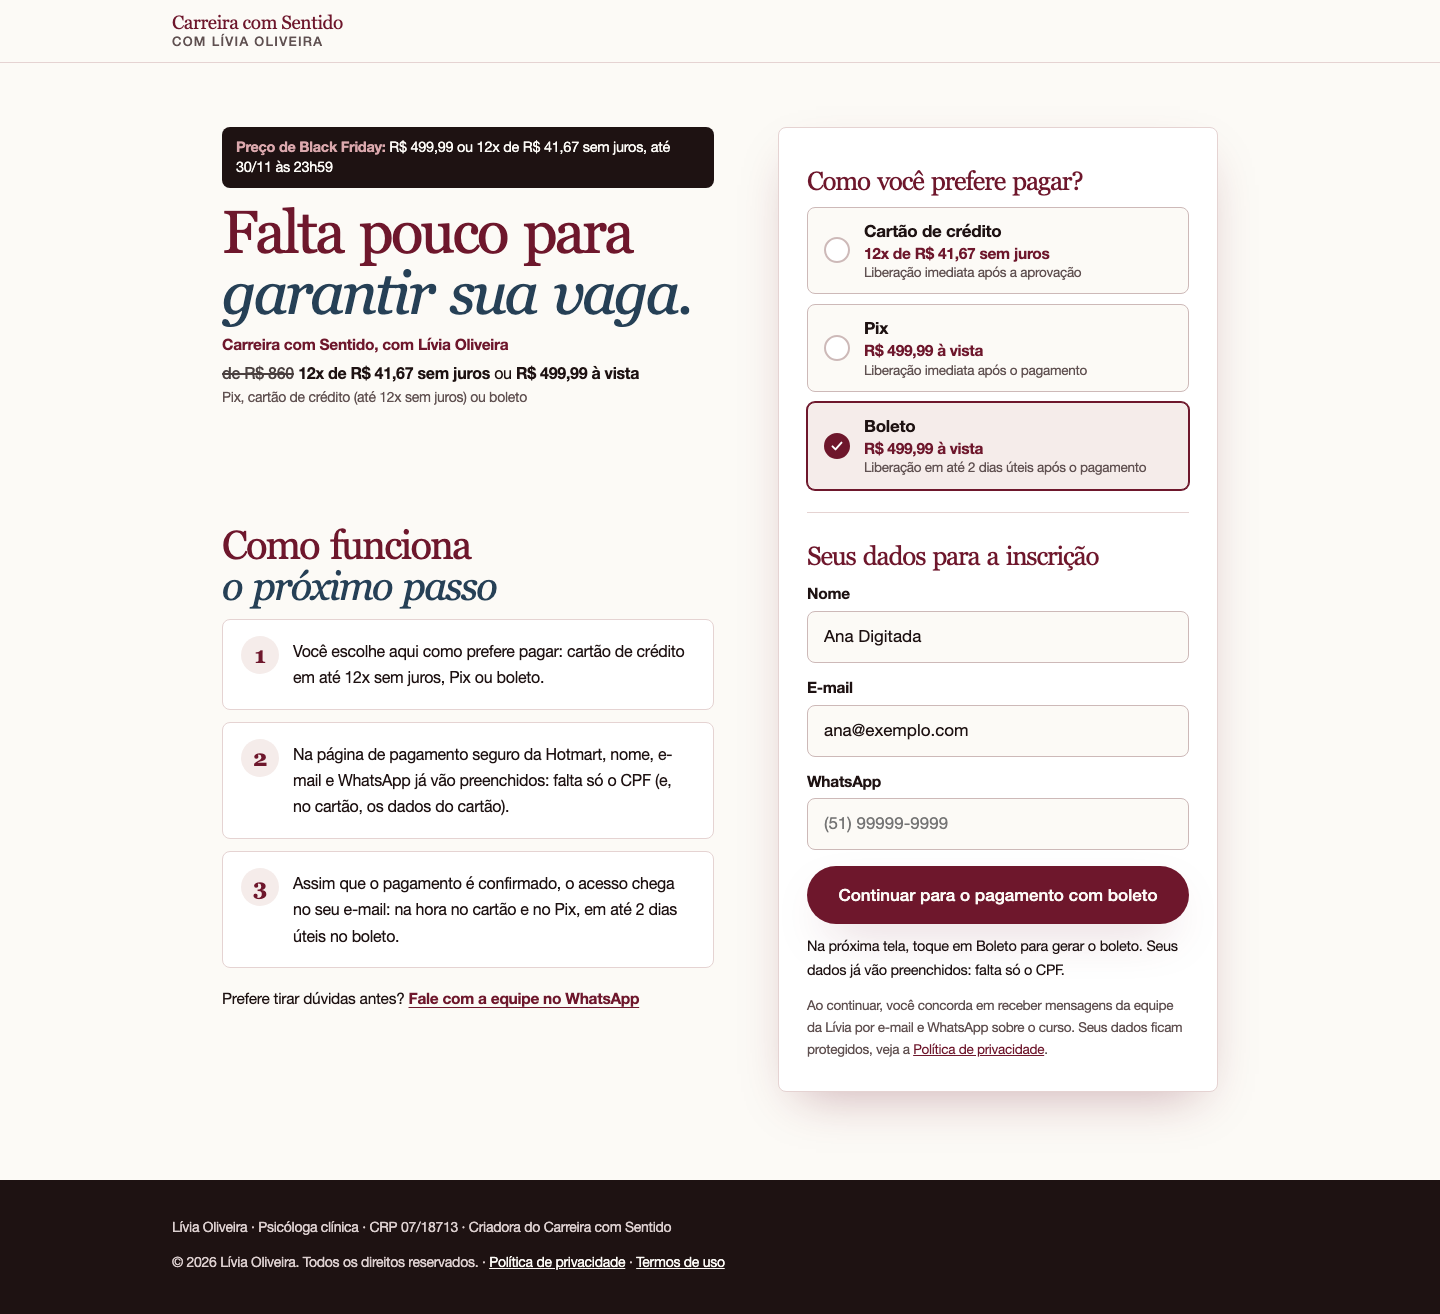 Carreira com Sentido
COM LÍVIA OLIVEIRA
Preço de Black Friday: R$ 499,99 ou 12x de R$ 41,67 sem juros, até
30/11 às 23h59
Falta pouco para
garantir sua vaga.
Carreira com Sentido, com Lívia Oliveira
de R$ 860 12x de R$ 41,67 sem juros ou R$ 499,99 à vista
Pix, cartão de crédito (até 12x sem juros) ou boleto
Como funciona
o próximo passo
1
Você escolhe aqui como prefere pagar: cartão de crédito
em até 12x sem juros, Pix ou boleto.
2
Na página de pagamento seguro da Hotmart, nome, e-
mail e WhatsApp já vão preenchidos: falta só o CPF (e,
no cartão, os dados do cartão).
3
Assim que o pagamento é confirmado, o acesso chega
no seu e-mail: na hora no cartão e no Pix, em até 2 dias
úteis no boleto.
Prefere tirar dúvidas antes? Fale com a equipe no WhatsApp
Como você prefere pagar?
Cartão de crédito
12x de R$ 41,67 sem juros
Liberação imediata após a aprovação
Pix
R$ 499,99 à vista
Liberação imediata após o pagamento
Boleto
R$ 499,99 à vista
Liberação em até 2 dias úteis após o pagamento
Seus dados para a inscrição
Nome
Ana Digitada
E-mail
ana@exemplo.com
WhatsApp
(51) 99999-9999
Continuar para o pagamento com boleto
Na próxima tela, toque em Boleto para gerar o boleto. Seus
dados já vão preenchidos: falta só o CPF.
Ao continuar, você concorda em receber mensagens da equipe
da Lívia por e-mail e WhatsApp sobre o curso. Seus dados ficam
protegidos, veja a Política de privacidade.
Lívia Oliveira · Psicóloga clínica · CRP 07/18713 · Criadora do Carreira com Sentido
© 2026 Lívia Oliveira. Todos os direitos reservados. · Política de privacidade · Termos de uso